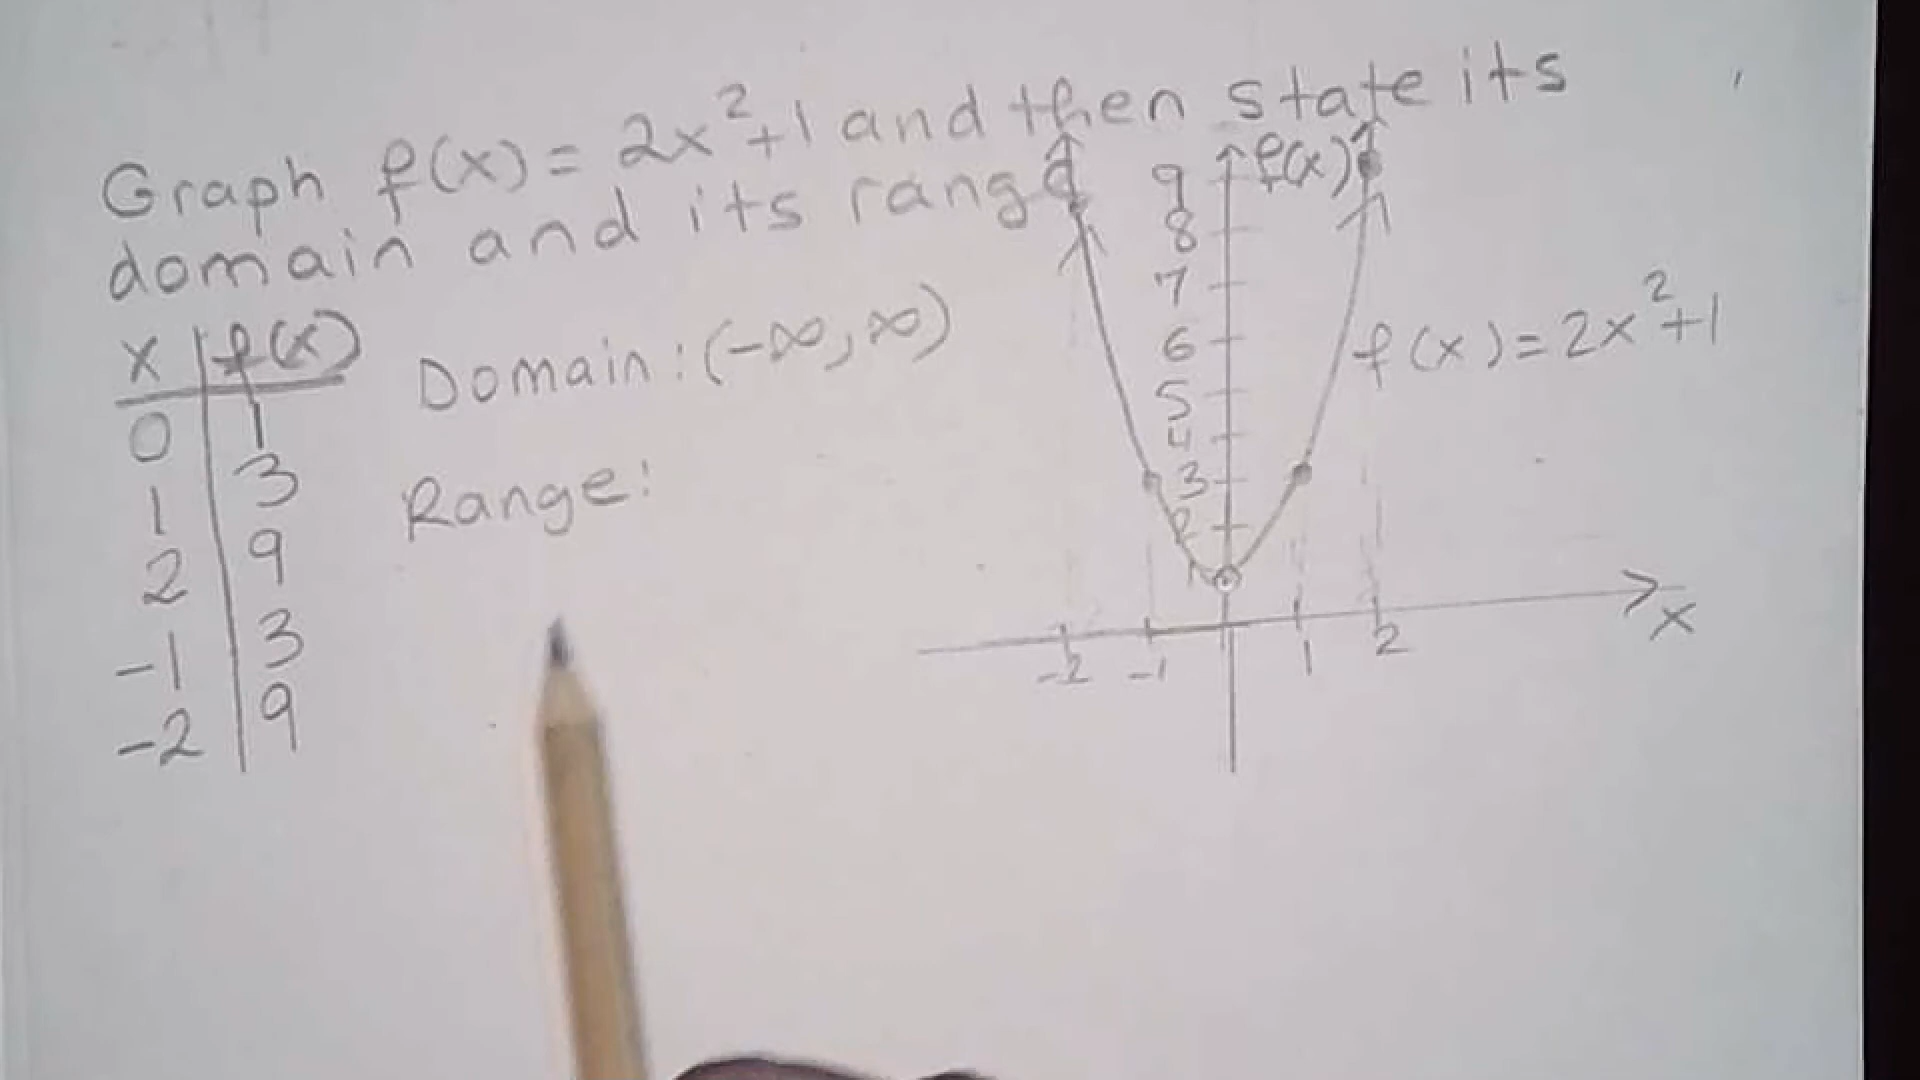 Graph f(x) = 2x²+1 and then state its
domain and its range
x f(x)
0 1
1 3
2 9
-1 3
-2 9
Domain: (-∞, ∞)
Range:
f(x)
9
8
7
6
5
4
3
2
1
f(x) = 2x²+1
-2 -1 1 2
x